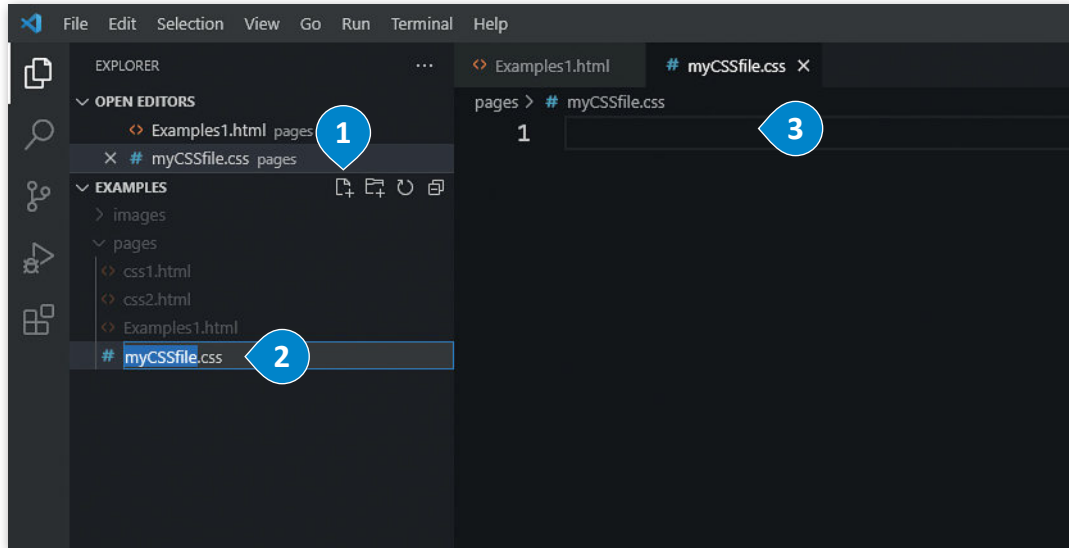 File Edit Selection View Go Run Terminal Help
EXPLORER
OPEN EDITORS
Examples1.html pages
1
myCSSfile.css pages
EXAMPLES
images
pages
css1.html
css2.html
Examples1.html
# myCSSfile.css
2
Examples1.html # myCSSfile.css
pages > # myCSSfile.css
1
3